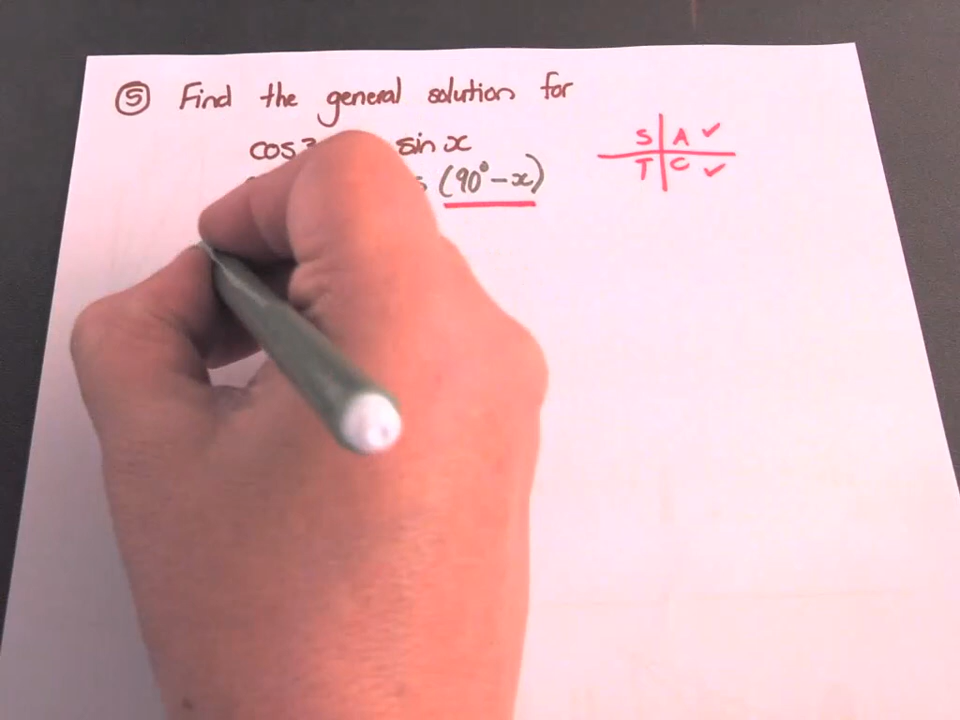 ⑤ Find the general solution for
cos sin x
(90° - x)
S A ✓
T C ✓